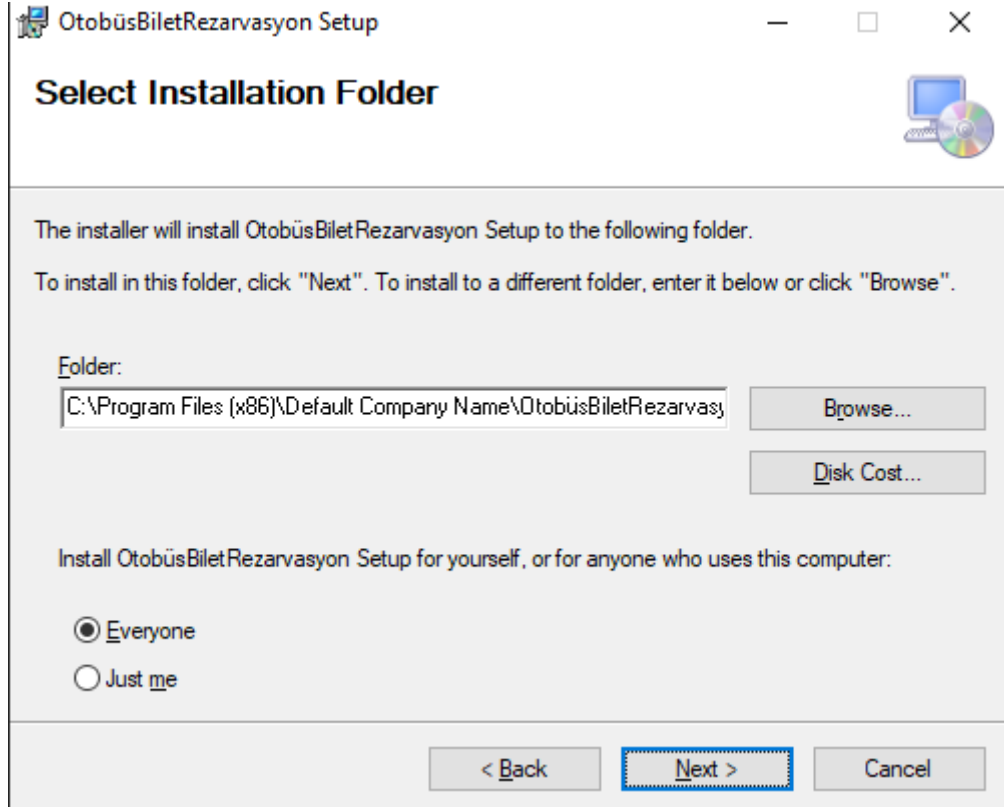 OtobüsBiletRezarvasyon Setup
Select Installation Folder
The installer will install OtobüsBiletRezarvasyon Setup to the following folder.
To install in this folder, click "Next". To install to a different folder, enter it below or click "Browse".
Folder:
C:\Program Files (x86)\Default Company Name\OtobüsBiletRezarvasy
Browse...
Disk Cost...
Install OtobüsBiletRezarvasyon Setup for yourself, or for anyone who uses this computer:
Everyone
Just me
< Back Next > Cancel